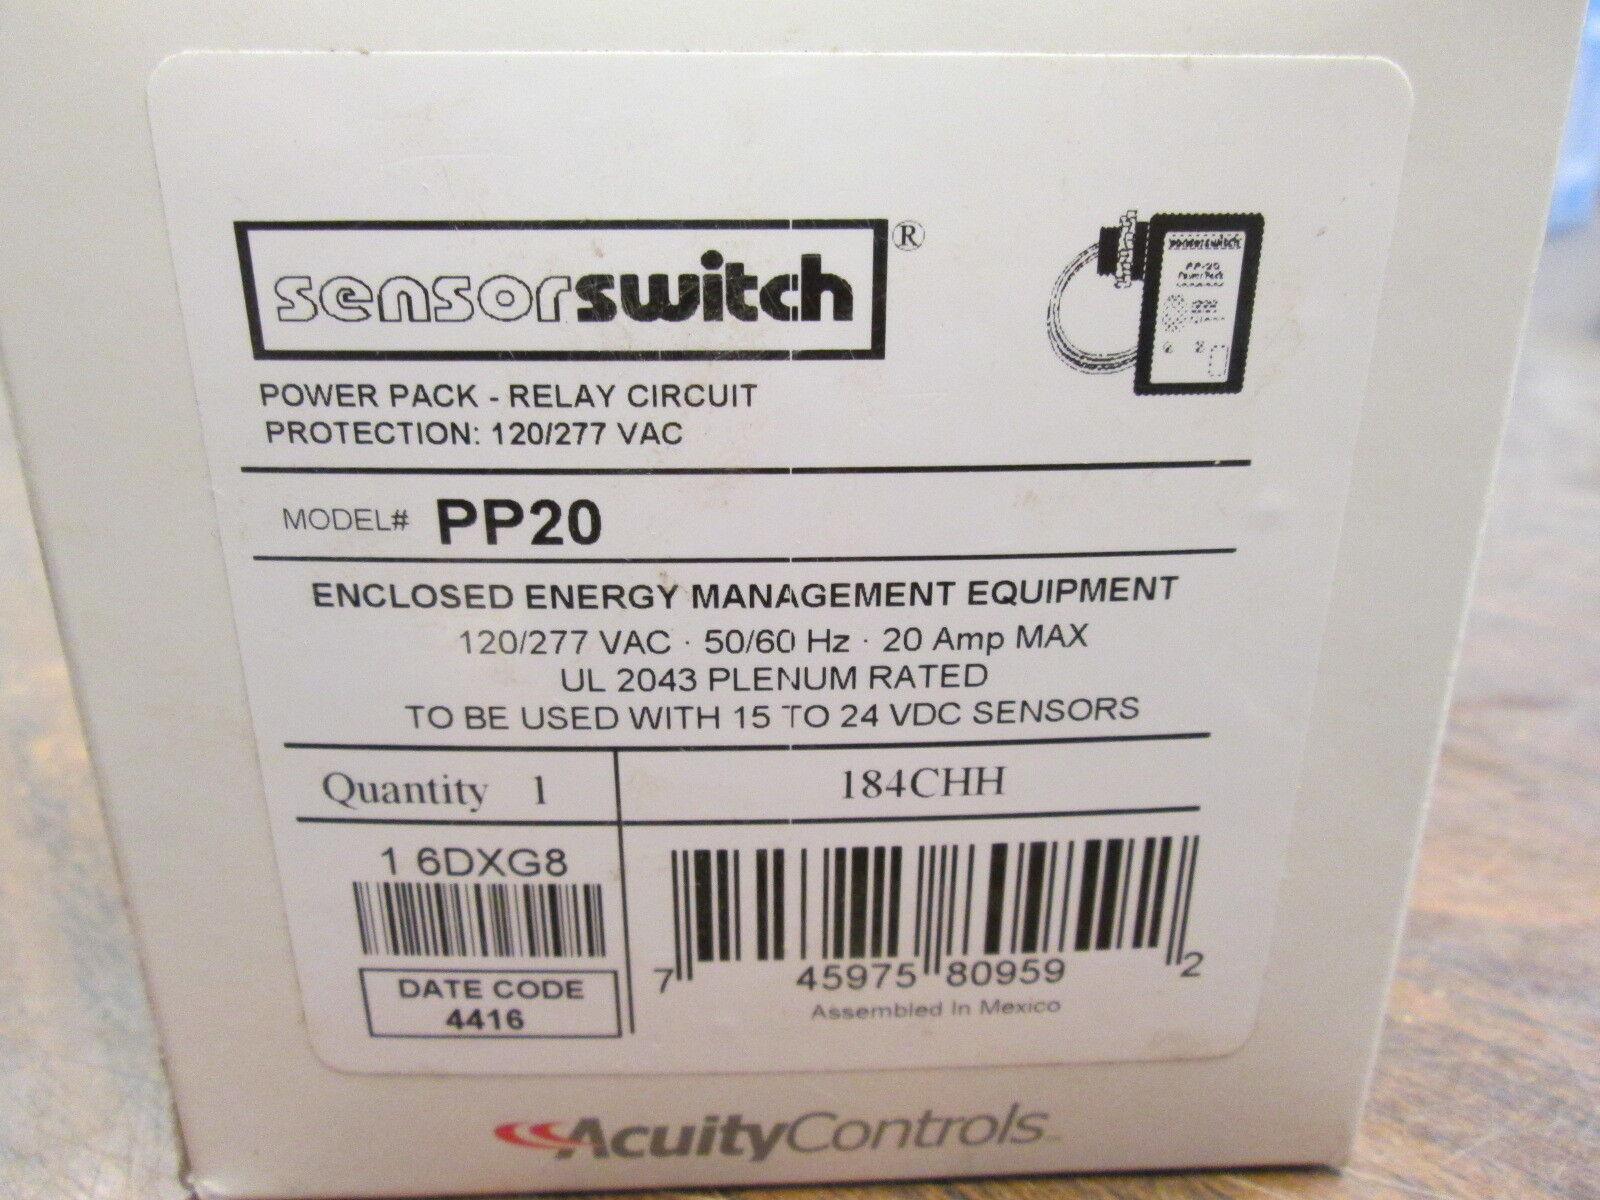 sensorswitch ®
PP-20
POWER PACK - RELAY CIRCUIT
PROTECTION: 120/277 VAC
MODEL# PP20
ENCLOSED ENERGY MANAGEMENT EQUIPMENT
120/277 VAC · 50/60 Hz · 20 Amp MAX
UL 2043 PLENUM RATED
TO BE USED WITH 15 TO 24 VDC SENSORS
Quantity 1
184CHH
1 6DXG8
DATE CODE
4416
7 45975 80959 2
Assembled In Mexico
AcuityControls